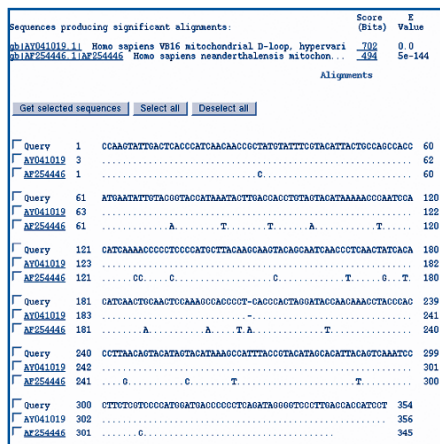 Score E
Sequences producing significant alignments: (Bits) Value
gb|AY041019.1| Homo sapiens VB16 mitochondrial D-loop, hypervari 702 0.0
gb|AF254446.1|AF254446 Homo sapiens neanderthalensis mitochon... 494 5e-144
Alignments
Get selected sequences Select all Deselect all
Query 1 CCAAGTATTGACTCACCCATCAACAACCGCTATGTATTTCGTACATTACTGCCAGCCACC 60
AY041019 3 ............................................................ 62
AF254446 1 ..............................C............................. 60
Query 61 ATGAATATTGTACGGTACCATAAATACTTGACCACCTGTAGTACATAAAAACCCAATCCA 120
AY041019 63 ............................................................ 122
AF254446 61 .............A.........T........T.......A............T...... 120
Query 121 CATCAAAACCCCCTCCCCATGCTTACAAGCAAGTACAGCAATCAACCCTCAACTATCACA 180
AY041019 123 ............................................................ 182
AF254446 121 ......CC.....C...................C.............T......G...T. 180
Query 181 CATCAACTGCAACTCCAAAGCCACCCCT-CACCCACTAGGATACCAACAAACCTACCCAC 239
AY041019 183 ............................-............................... 241
AF254446 181 ........A...........A.....T.A..............T................ 240
Query 240 CCTTAACAGTACATAGTACATAAAGCCATTTACCGTACATAGCACATTACAGTCAAATCC 299
AY041019 242 ............................................................ 301
AF254446 241 ....G...........C........T.......................T.......... 300
Query 300 CTTCTCGTCCCCATGGATGACCCCCCTCAGATAGGGGTCCCTTGACCACCATCCT 354
AY041019 302 ....................................................... 356
AF254446 301 .......C............................................... 345